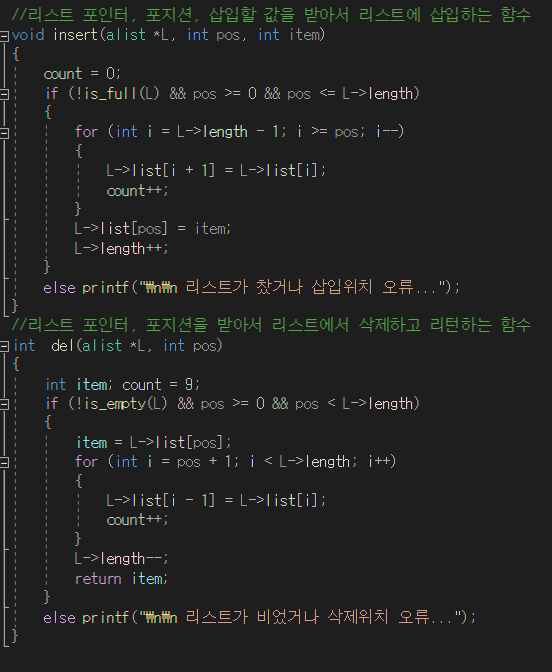 //리스트 포인터, 포지션, 삽입할 값을 받아서 리스트에 삽입하는 함수
void insert(alist *L, int pos, int item)
{
    count = 0;
    if (!is_full(L) && pos >= 0 && pos <= L->length)
    {
        for (int i = L->length - 1; i >= pos; i--)
        {
            L->list[i + 1] = L->list[i];
            count++;
        }
        L->list[pos] = item;
        L->length++;
    }
    else printf("₩n₩n 리스트가 찼거나 삽입위치 오류...");
}
//리스트 포인터, 포지션을 받아서 리스트에서 삭제하고 리턴하는 함수
int  del(alist *L, int pos)
{
    int item; count = 9;
    if (!is_empty(L) && pos >= 0 && pos < L->length)
    {
        item = L->list[pos];
        for (int i = pos + 1; i < L->length; i++)
        {
            L->list[i - 1] = L->list[i];
            count++;
        }
        L->length--;
        return item;
    }
    else printf("₩n₩n 리스트가 비었거나 삭제위치 오류...");
}